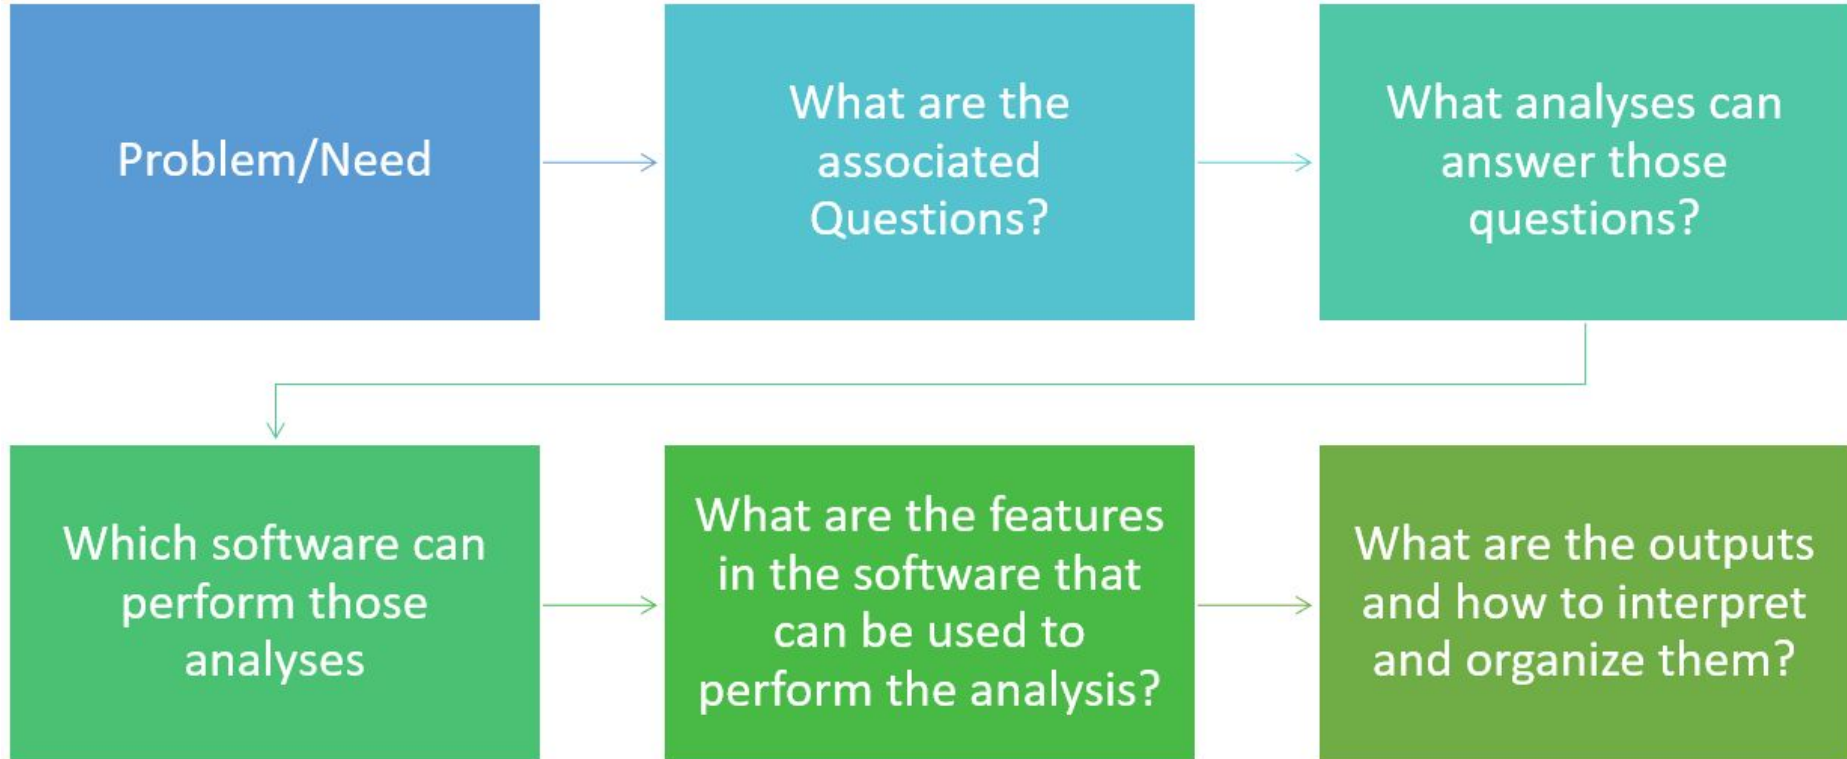 Problem/Need
What are the
associated
Questions?
What analyses can
answer those
questions?
Which software can
perform those
analyses
What are the features
in the software that
can be used to
perform the analysis?
What are the outputs
and how to interpret
and organize them?